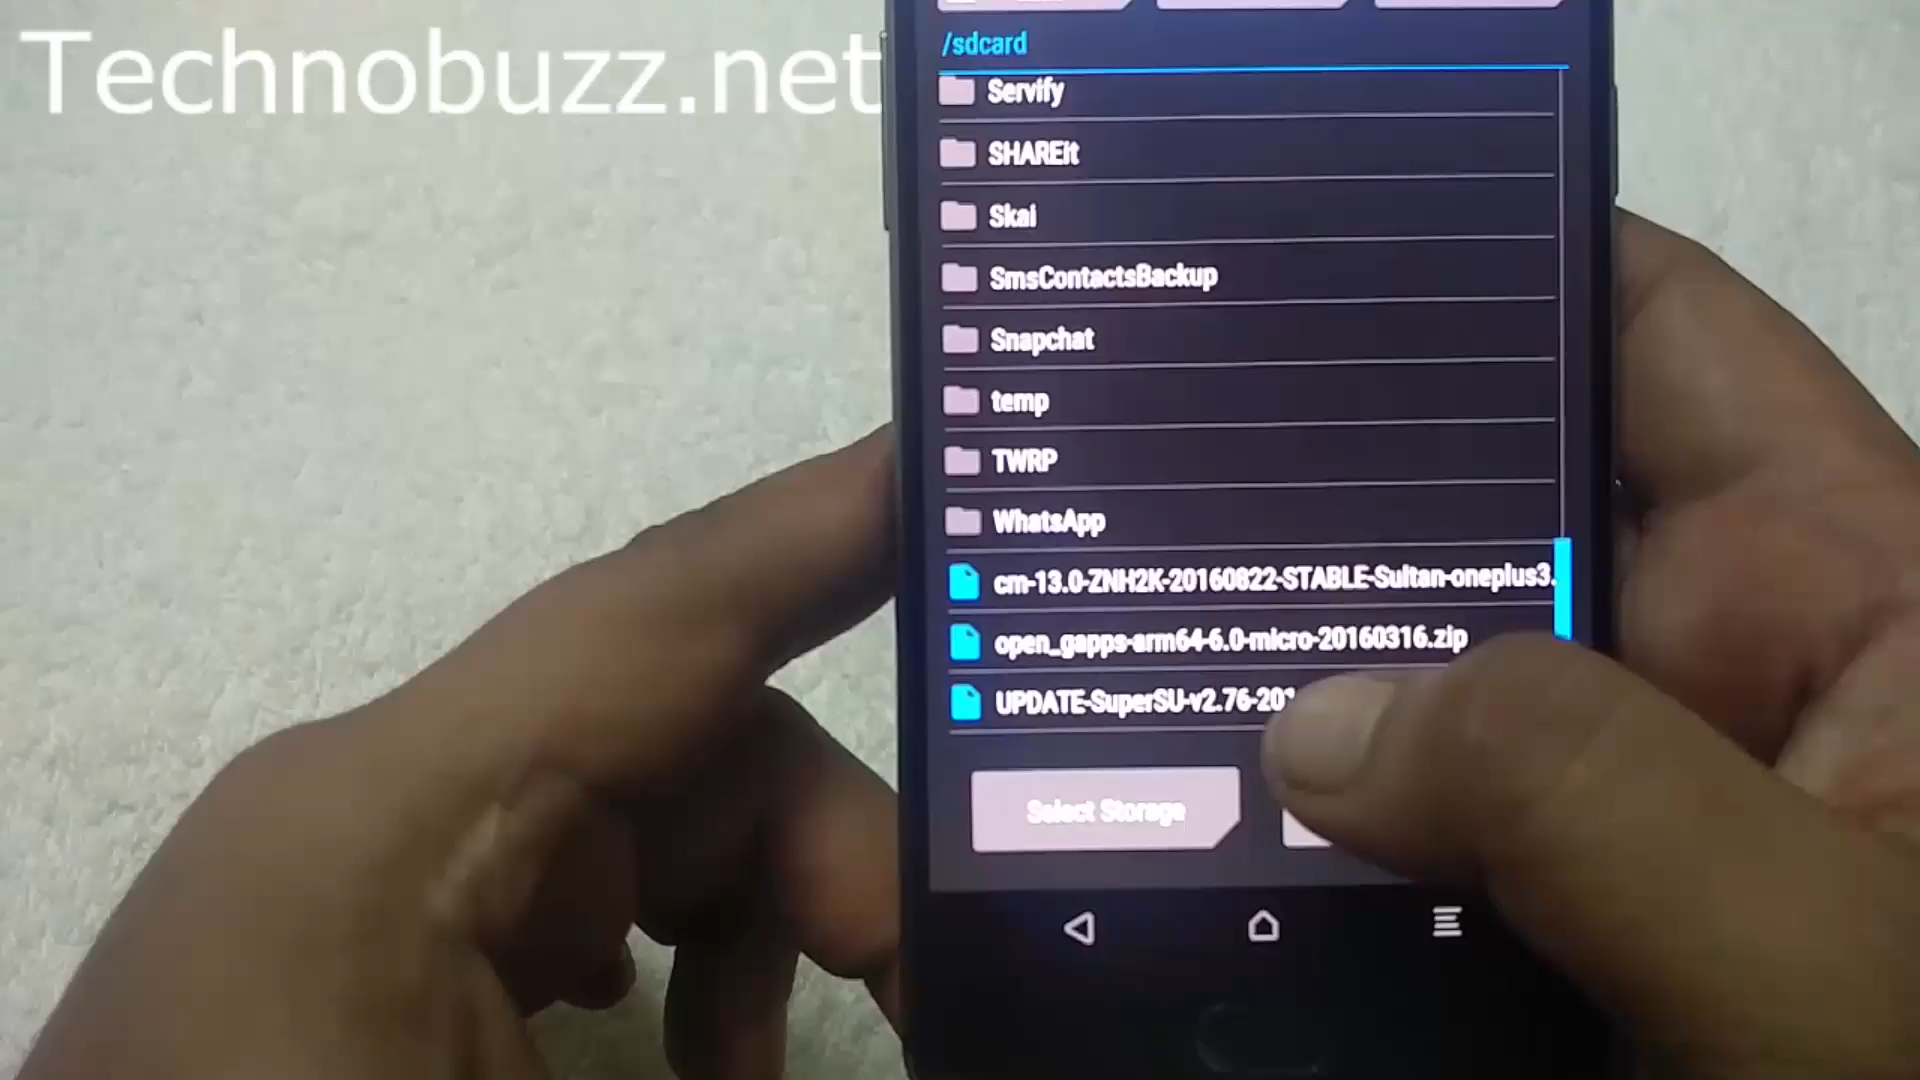 Technobuzz.net
/sdcard
Servify
SHAREit
Skai
SmsContactsBackup
Snapchat
temp
TWRP
WhatsApp
cm-13.0-ZNH2K-20160822-STABLE-Sultan-oneplus3.
open_gapps-arm64-6.0-micro-20160316.zip
UPDATE-SuperSU-v2.76-201
Select Storage